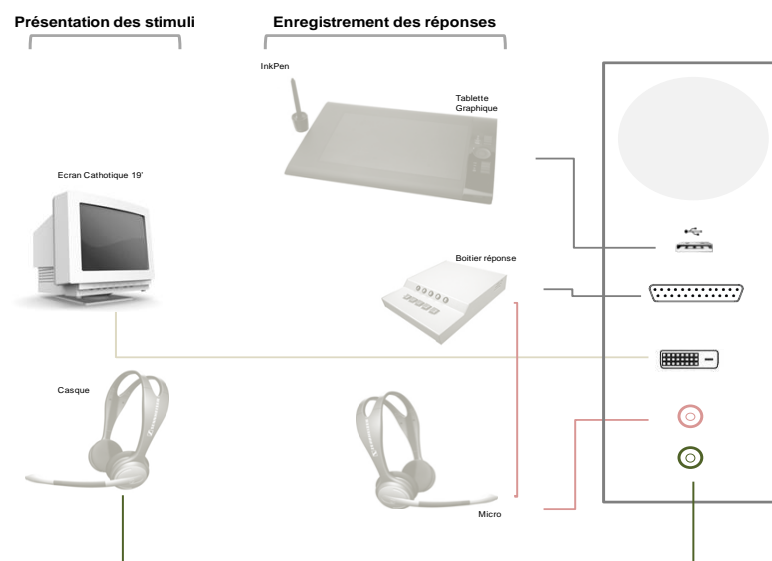 Présentation des stimuli
Enregistrement des réponses
InkPen
Tablette
Graphique
Ecran Cathotique 19'
Boitier réponse
Casque
Micro